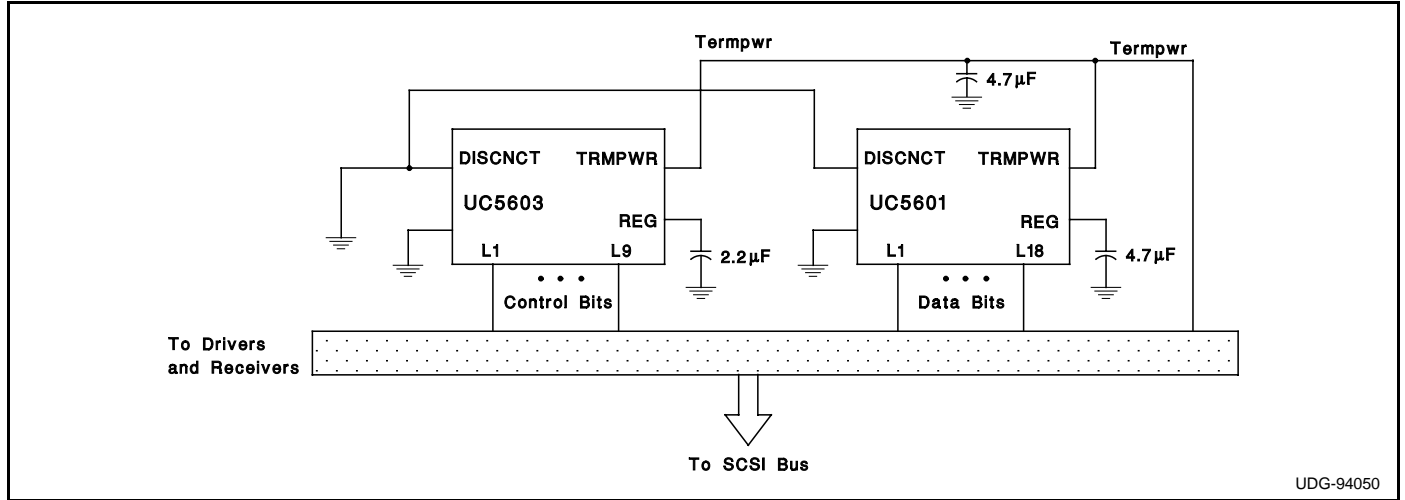 Termpwr
Termpwr
4.7µF
DISCNCT TRMPWR
UC5603
REG
L1 L9
2.2µF
• • •
Control Bits
DISCNCT TRMPWR
UC5601
REG
L1 L18
4.7µF
• • •
Data Bits
To Drivers
and Receivers
To SCSI Bus
UDG-94050